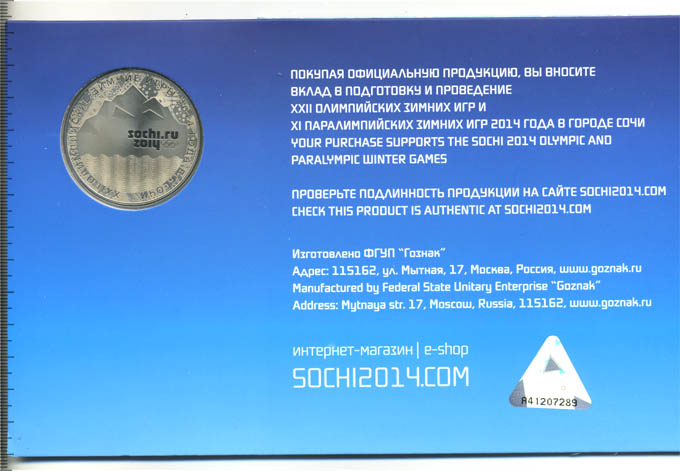 sochi.ru
2014
ПОКУПАЯ ОФИЦИАЛЬНУЮ ПРОДУКЦИЮ, ВЫ ВНОСИТЕ
ВКЛАД В ПОДГОТОВКУ И ПРОВЕДЕНИЕ
XXII ОЛИМПИЙСКИХ ЗИМНИХ ИГР И
XI ПАРАЛИМПИЙСКИХ ЗИМНИХ ИГР 2014 ГОДА В ГОРОДЕ СОЧИ
YOUR PURCHASE SUPPORTS THE SOCHI 2014 OLYMPIC AND
PARALYMPIC WINTER GAMES
ПРОВЕРЬТЕ ПОДЛИННОСТЬ ПРОДУКЦИИ НА САЙТЕ SOCHI2014.COM
CHECK THIS PRODUCT IS AUTHENTIC AT SOCHI2014.COM
Изготовлено ФГУП "Гознак"
Адрес: 115162, ул. Мытная, 17, Москва, Россия, www.goznak.ru
Manufactured by Federal State Unitary Enterprise "Goznak"
Address: Mytnaya str. 17, Moscow, Russia, 115162, www.goznak.ru
интернет-магазин | e-shop
SOCHI2014.COM
A41207289